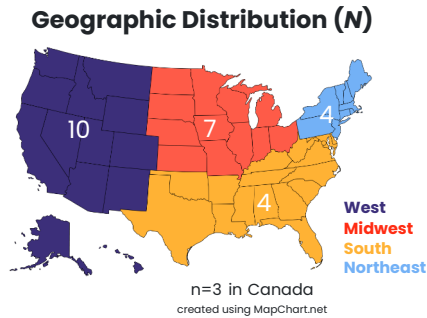 Geographic Distribution (N)
10
7
4
4
West
Midwest
South
Northeast
n=3 in Canada
created using MapChart.net